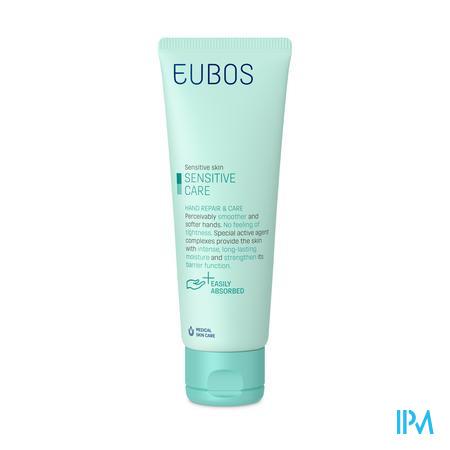 EUBOS
Sensitive skin
SENSITIVE
CARE
HAND REPAIR & CARE
Perceivably smoother and
softer hands. No feeling of
tightness. Special active agent
complexes provide the skin
with intense, long-lasting
moisture and strengthen its
barrier function.
EASILY
ABSORBED
MEDICAL
SKIN CARE
IPM